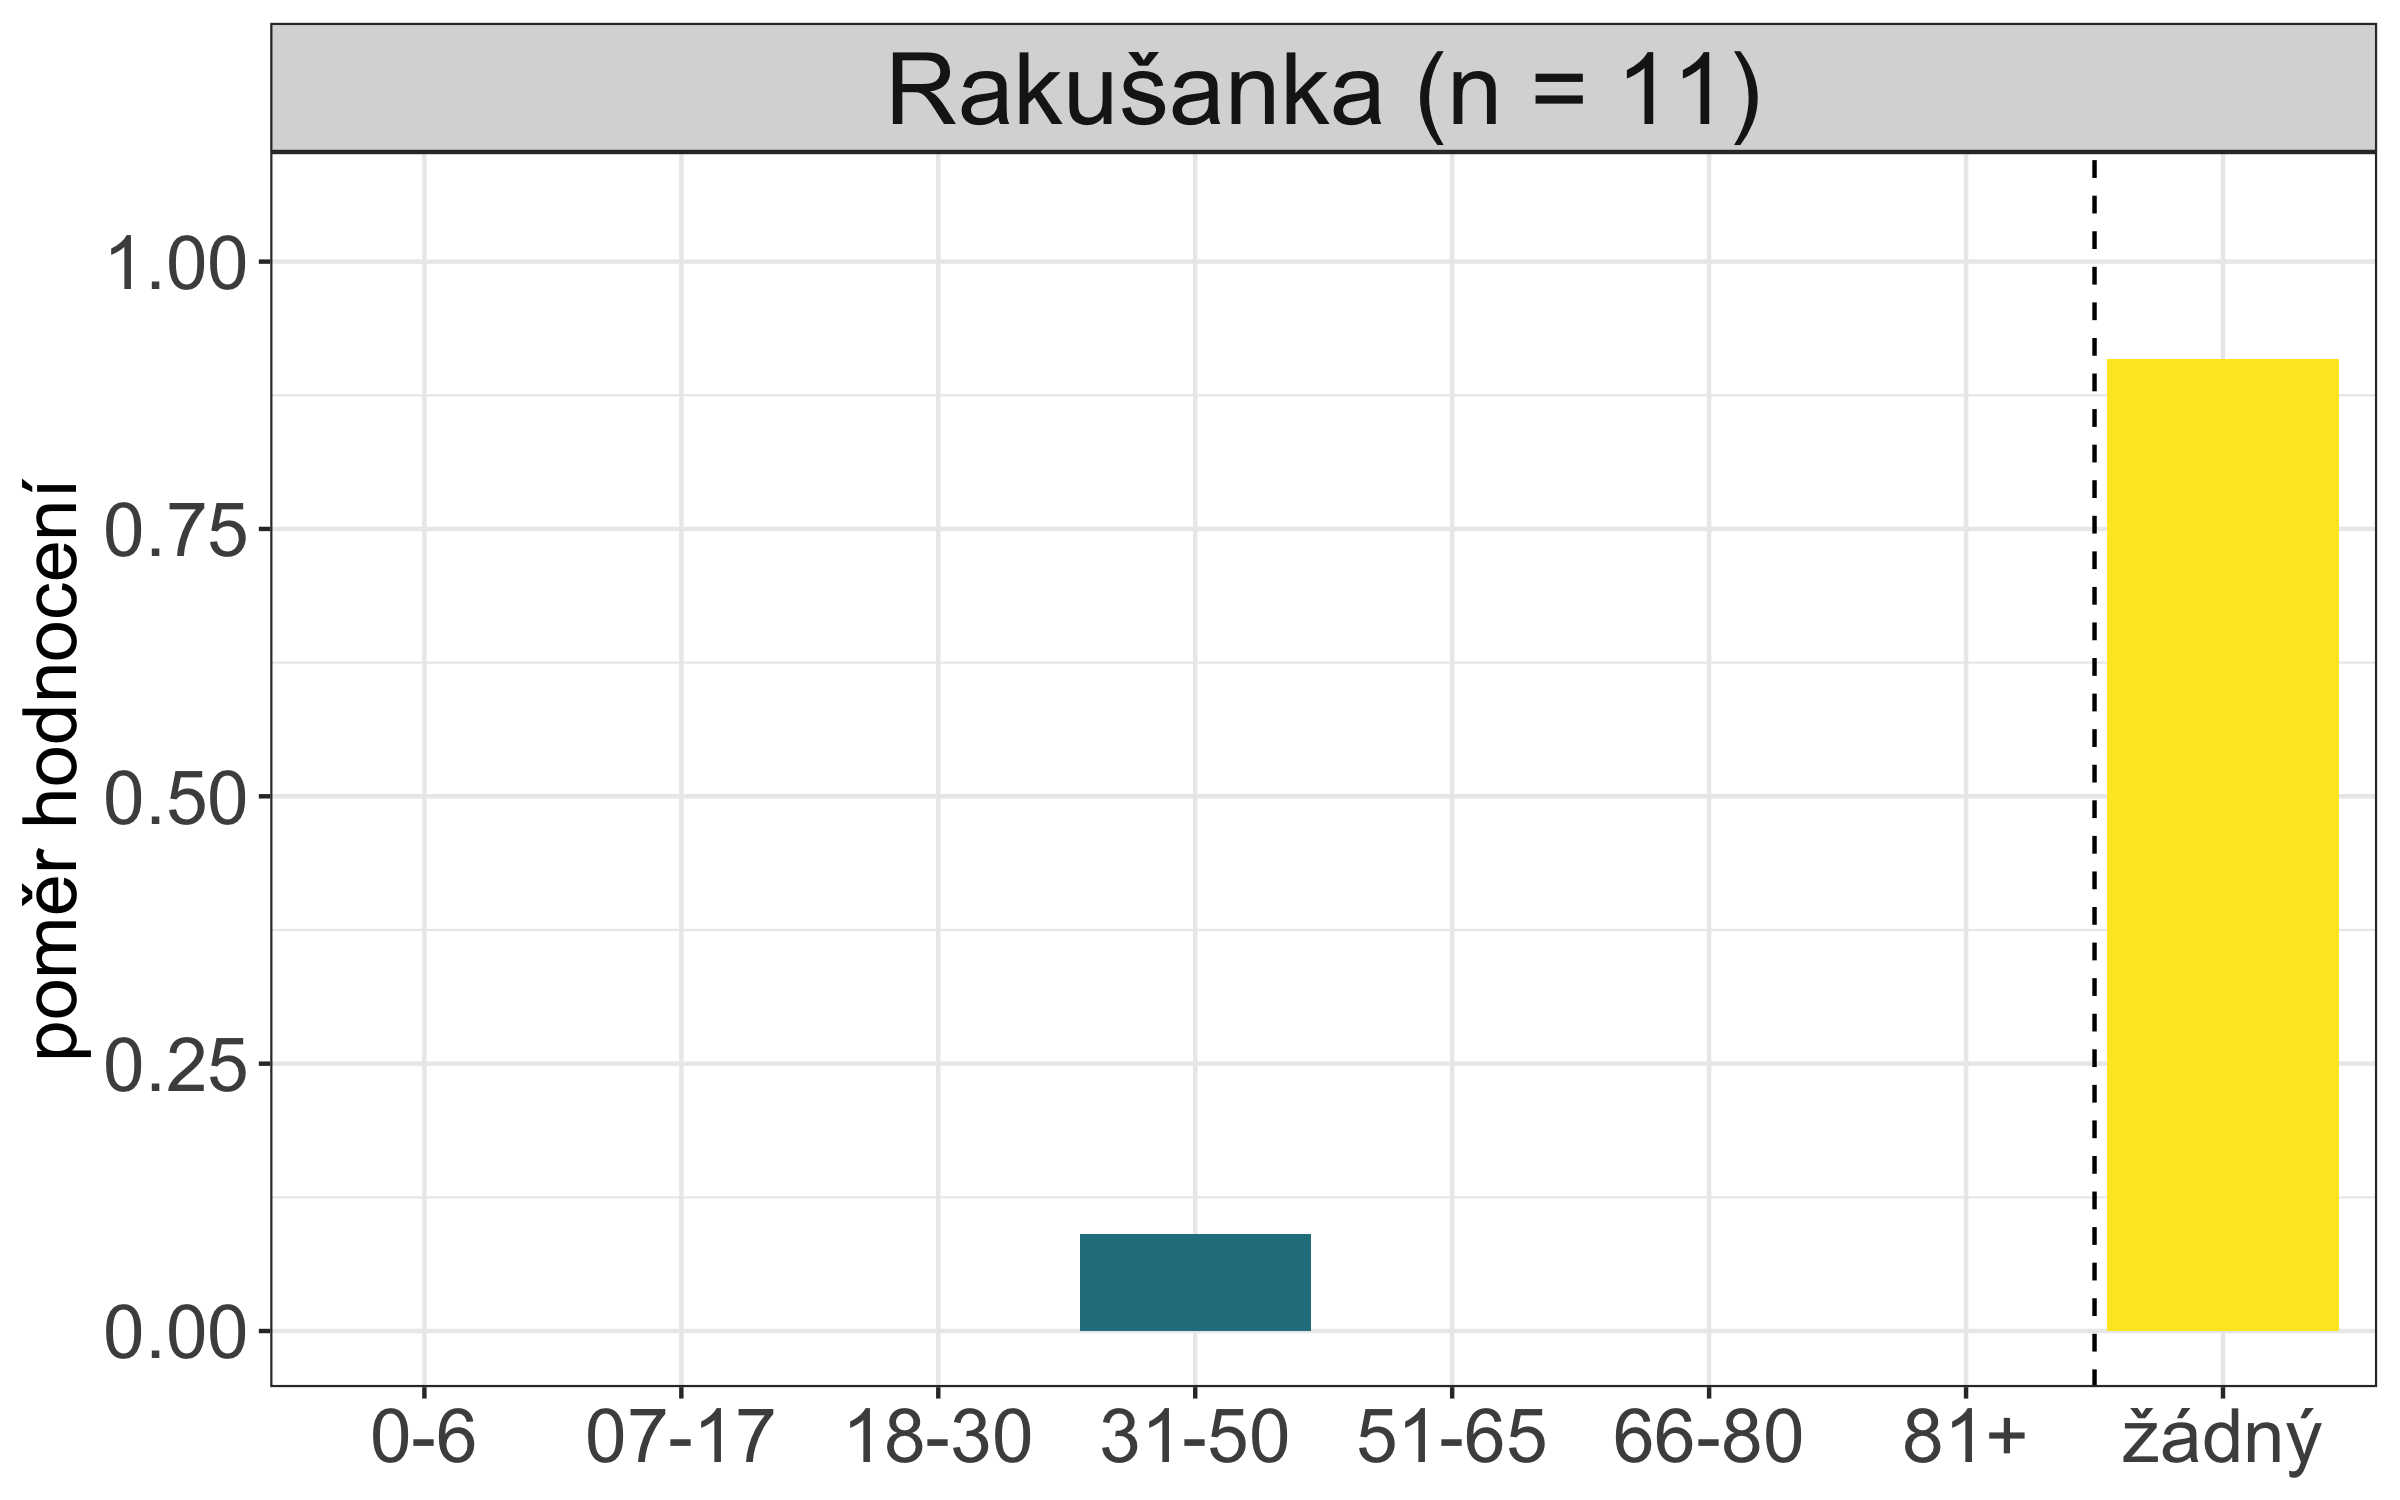 Rakušanka (n = 11)
poměr hodnocení
1.00
0.75
0.50
0.25
0.00
0-6 07-17 18-30 31-50 51-65 66-80 81+ žádný